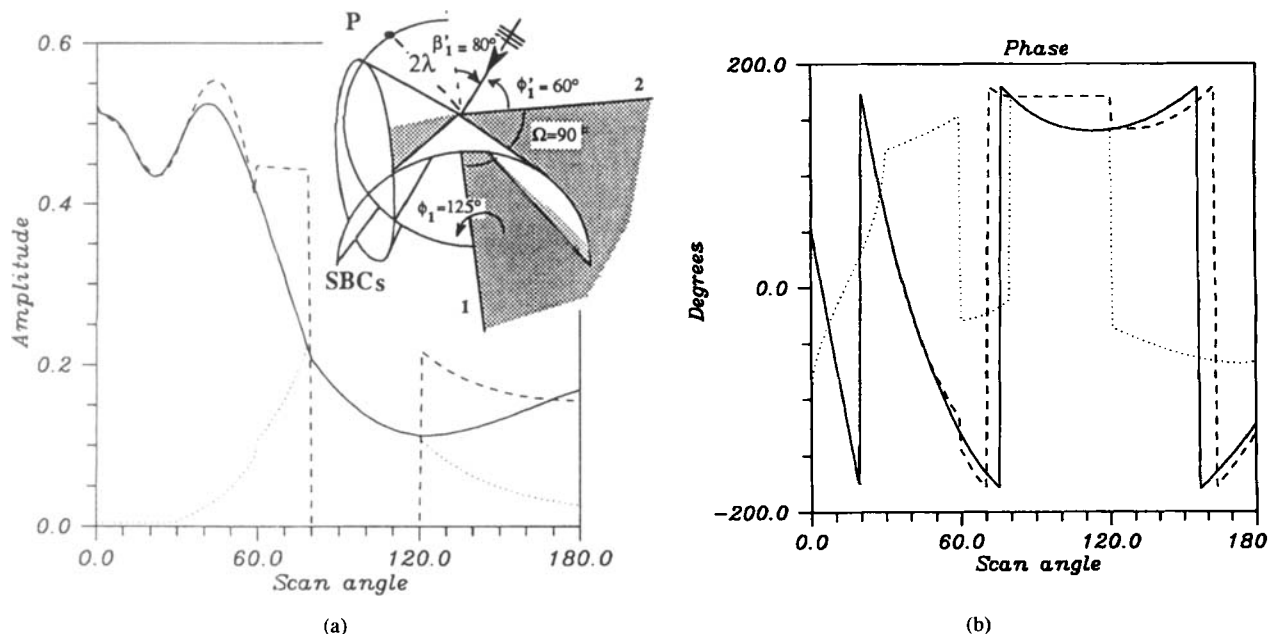 P
β'₁ = 80°
2λ
ϕ'₁ = 60°
2
Ω=90°
ϕ₁=125°
SBCs
1
0.6
0.4
0.2
0.0
Amplitude
0.0 60.0 120.0 180.0
Scan angle
(a)
Phase
200.0
0.0
-200.0
Degrees
0.0 60.0 120.0 180
Scan angle
(b)